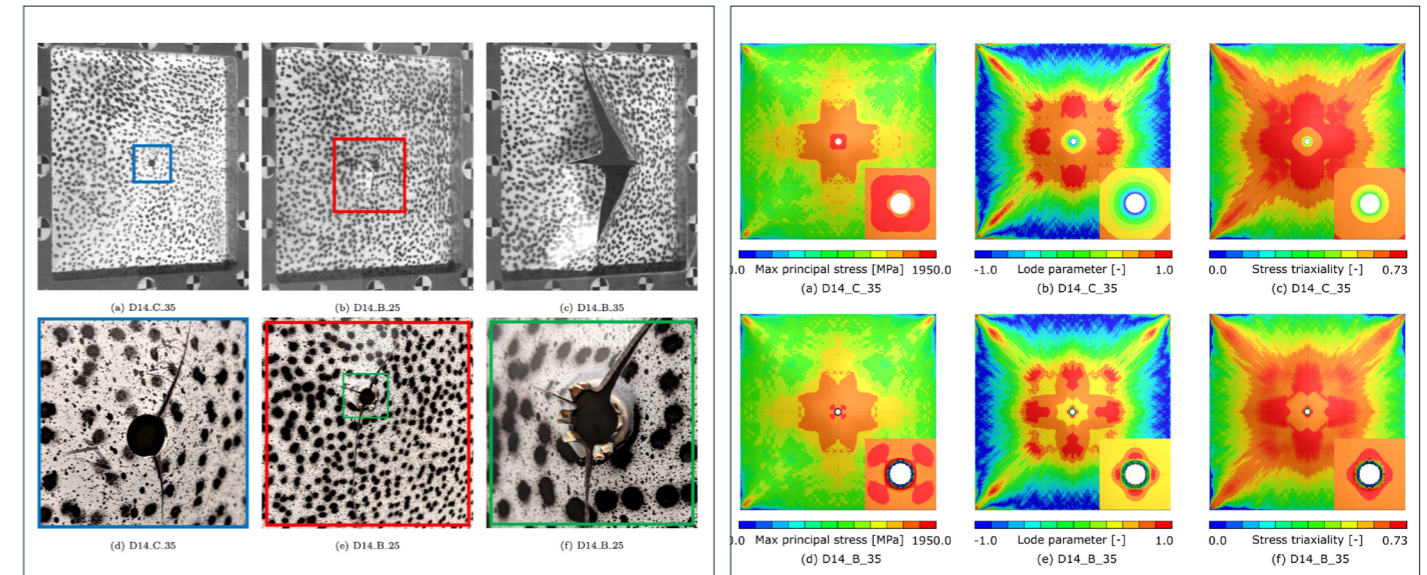 (a) D14_C_35
(b) D14_B_25
(c) D14_B_35
(d) D14_C_35
(e) D14_B_25
(f) D14_B_25
0.0 Max principal stress [MPa] 1950.0
(a) D14_C_35
-1.0 Lode parameter [-] 1.0
(b) D14_C_35
0.0 Stress triaxiality [-] 0.73
(c) D14_C_35
0.0 Max principal stress [MPa] 1950.0
(d) D14_B_35
-1.0 Lode parameter [-] 1.0
(e) D14_B_35
0.0 Stress triaxiality [-] 0.73
(f) D14_B_35